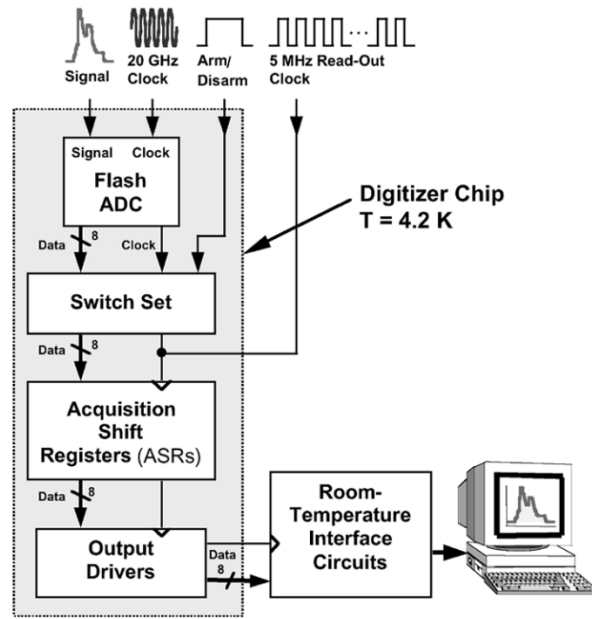 Signal
20 GHz
Clock
Arm/
Disarm
5 MHz Read-Out
Clock
Signal Clock
Flash
ADC
Data 8
Clock
Digitizer Chip
T = 4.2 K
Switch Set
Data 8
Acquisition
Shift
Registers (ASRs)
Data 8
Output
Drivers
Data
8
Room-
Temperature
Interface
Circuits